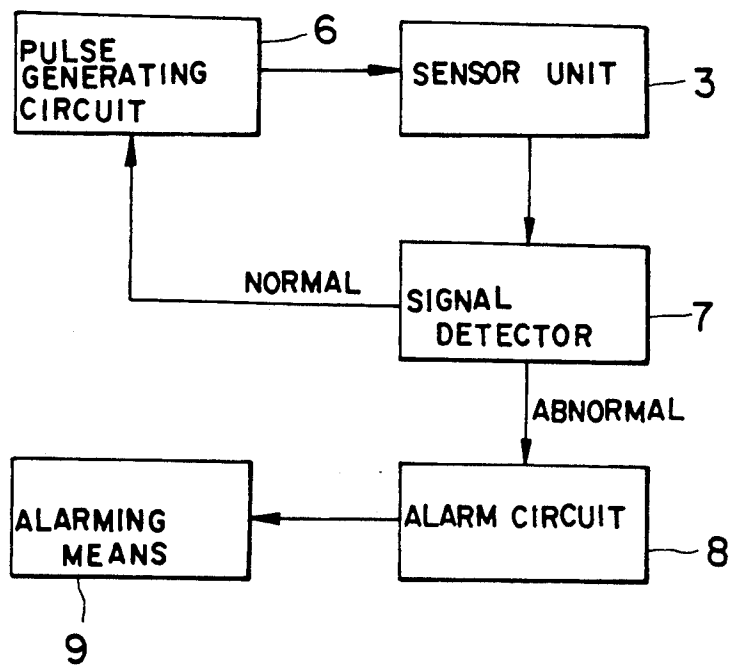 6
PULSE
GENERATING
CIRCUIT
SENSOR UNIT
3
NORMAL
SIGNAL
DETECTOR
7
ABNORMAL
ALARMING
MEANS
ALARM CIRCUIT
8
9